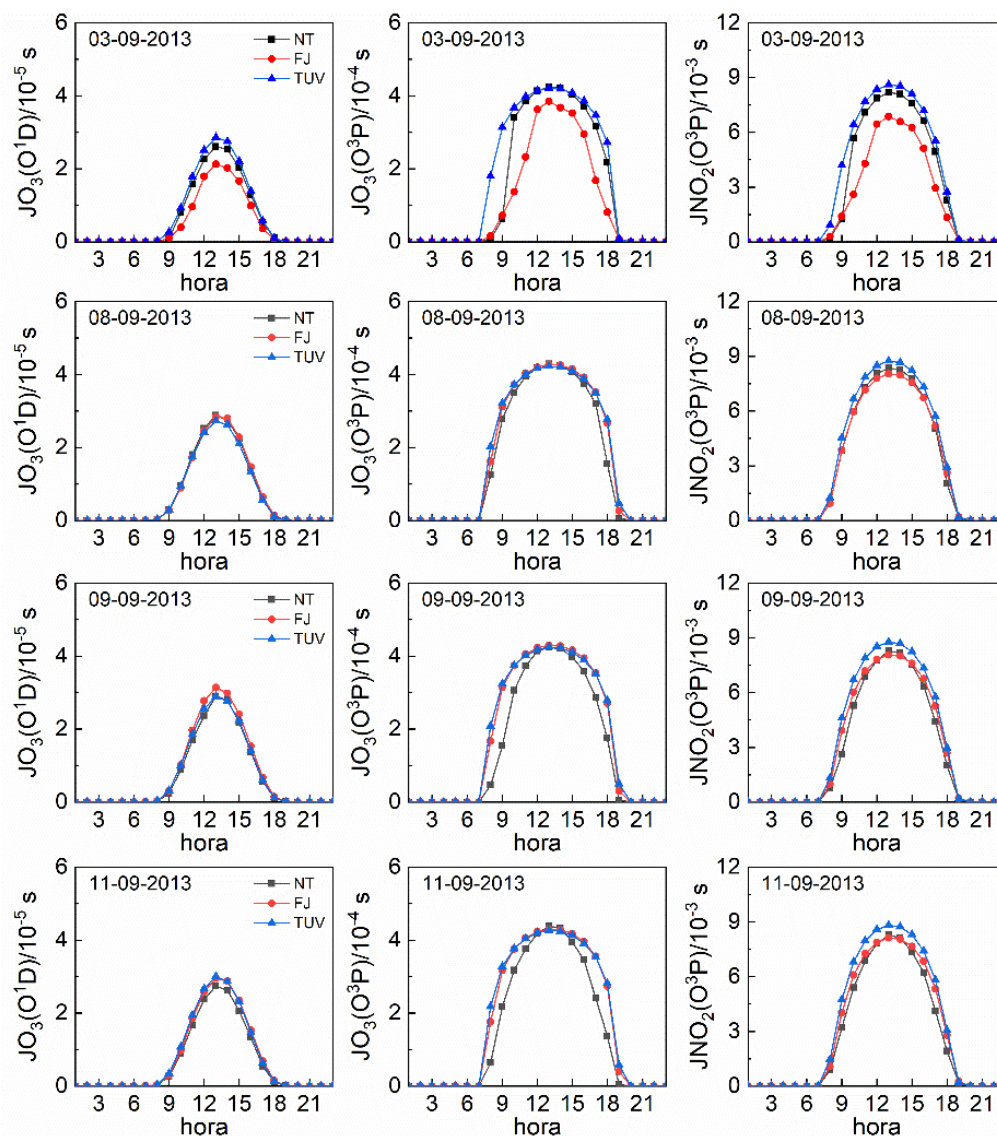 03-09-2013
NT
FJ
TUV
JO₃(O¹D)/10⁻⁵ s
6
4
2
0
3 6 9 12 15 18 21
hora
03-09-2013
JO₃(O³P)/10⁻⁴ s
6
4
2
0
3 6 9 12 15 18 21
hora
03-09-2013
JNO₂(O³P)/10⁻³ s
12
9
6
3
0
3 6 9 12 15 18 21
hora
08-09-2013
NT
FJ
TUV
JO₃(O¹D)/10⁻⁵ s
6
4
2
0
3 6 9 12 15 18 21
hora
08-09-2013
JO₃(O³P)/10⁻⁴ s
6
4
2
0
3 6 9 12 15 18 21
hora
08-09-2013
JNO₂(O³P)/10⁻³ s
12
9
6
3
0
3 6 9 12 15 18 21
hora
09-09-2013
NT
FJ
TUV
JO₃(O¹D)/10⁻⁵ s
6
4
2
0
3 6 9 12 15 18 21
hora
09-09-2013
JO₃(O³P)/10⁻⁴ s
6
4
2
0
3 6 9 12 15 18 21
hora
09-09-2013
JNO₂(O³P)/10⁻³ s
12
9
6
3
0
3 6 9 12 15 18 21
hora
11-09-2013
NT
FJ
TUV
JO₃(O¹D)/10⁻⁵ s
6
4
2
0
3 6 9 12 15 18 21
hora
11-09-2013
JO₃(O³P)/10⁻⁴ s
6
4
2
0
3 6 9 12 15 18 21
hora
11-09-2013
JNO₂(O³P)/10⁻³ s
12
9
6
3
0
3 6 9 12 15 18 21
hora